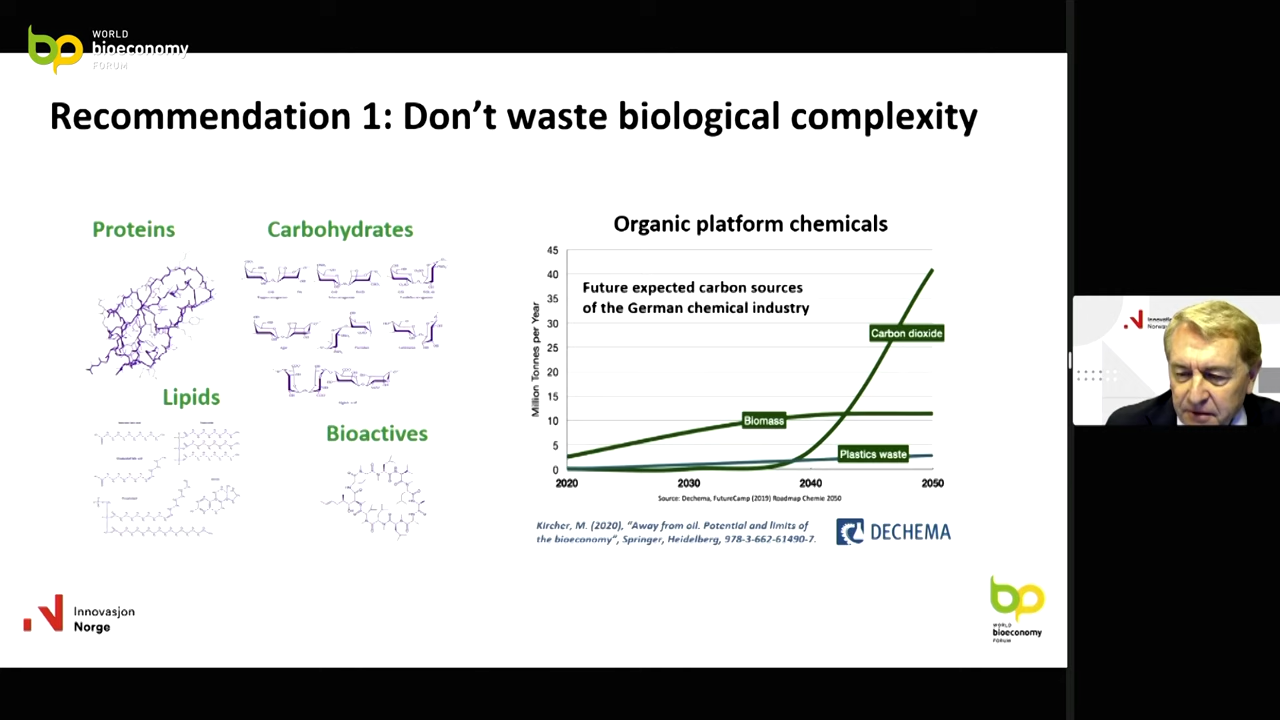 WORLD
bioeconomy
FORUM
Recommendation 1: Don't waste biological complexity
Proteins
Carbohydrates
Lipids
Bioactives
Organic platform chemicals
Future expected carbon sources
of the German chemical industry
Million Tonnes per Year
45
40
35
30
25
20
15
10
5
0
Carbon dioxide
Biomass
Plastics waste
2020
2030
2040
2050
Source: Dechema, FutureCamp (2019) Roadmap Chemie 2050
Kircher, M. (2020), "Away from oil. Potential and limits of
the bioeconomy", Springer, Heidelberg, 978-3-662-61490-7.
DECHEMA
Innovasjon
Norge
bp
WORLD
bioeconomy
FORUM